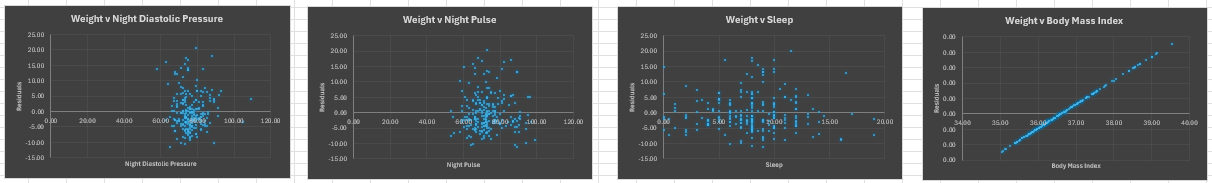 Weight v Night Diastolic Pressure
25.00
20.00
15.00
10.00
5.00
0.00
0.00 20.00 40.00 60.00 80.00 100.00 120.00
-5.00
-10.00
-15.00
Residuals
Night Diastolic Pressure
Weight v Night Pulse
25.00
20.00
15.00
10.00
5.00
0.00
0.00 20.00 40.00 60.00 80.00 100.00 120.00
-5.00
-10.00
-15.00
Residuals
Night Pulse
Weight v Sleep
25.00
20.00
15.00
10.00
5.00
0.00
0.00 5.00 10.00 15.00 20.00
-5.00
-10.00
-15.00
Residuals
Sleep
Weight v Body Mass Index
0.00
0.00
0.00
0.00
0.00
0.00
34.00 35.00 36.00 37.00 38.00 39.00 40.00
0.00
0.00
0.00
Residuals
Body Mass Index